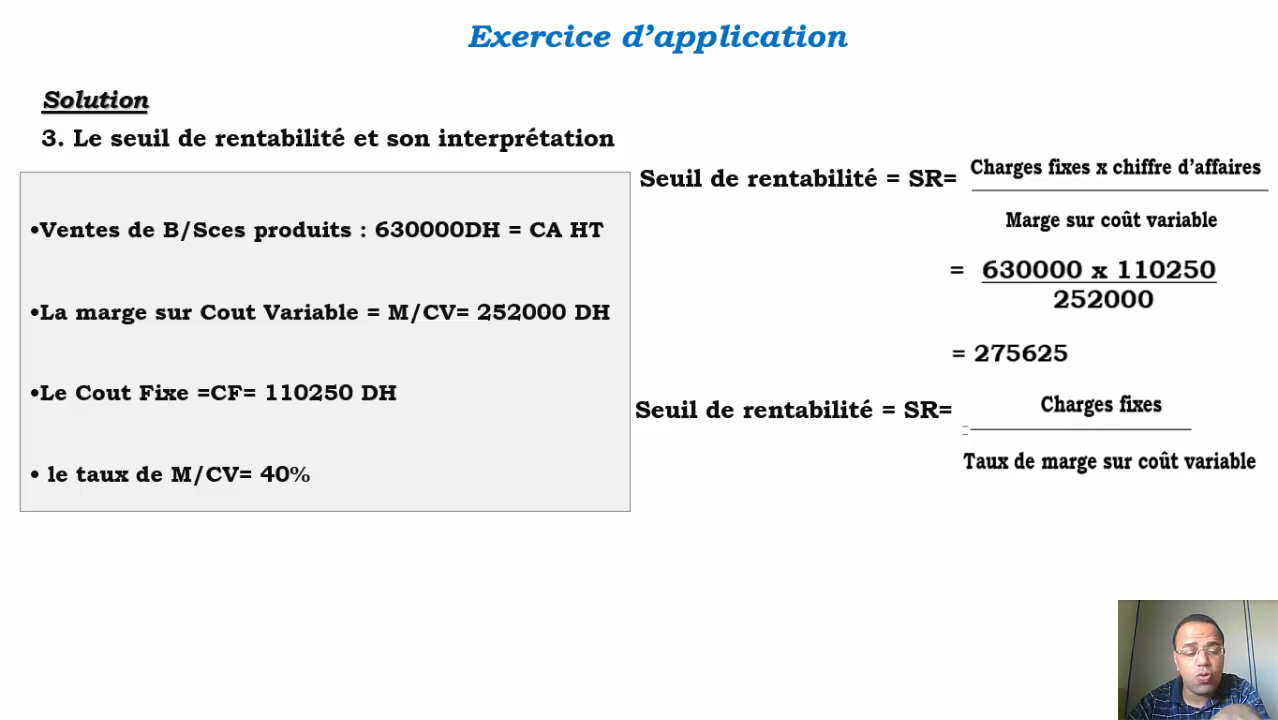 Exercice d’application
Solution
3. Le seuil de rentabilité et son interprétation
•Ventes de B/Sces produits : 630000DH = CA HT
•La marge sur Cout Variable = M/CV= 252000 DH
•Le Cout Fixe =CF= 110250 DH
• le taux de M/CV= 40%
Seuil de rentabilité = SR=
Charges fixes x chiffre d’affaires
Marge sur coût variable
= 630000 x 110250
252000
= 275625
Seuil de rentabilité = SR=
Charges fixes
Taux de marge sur coût variable